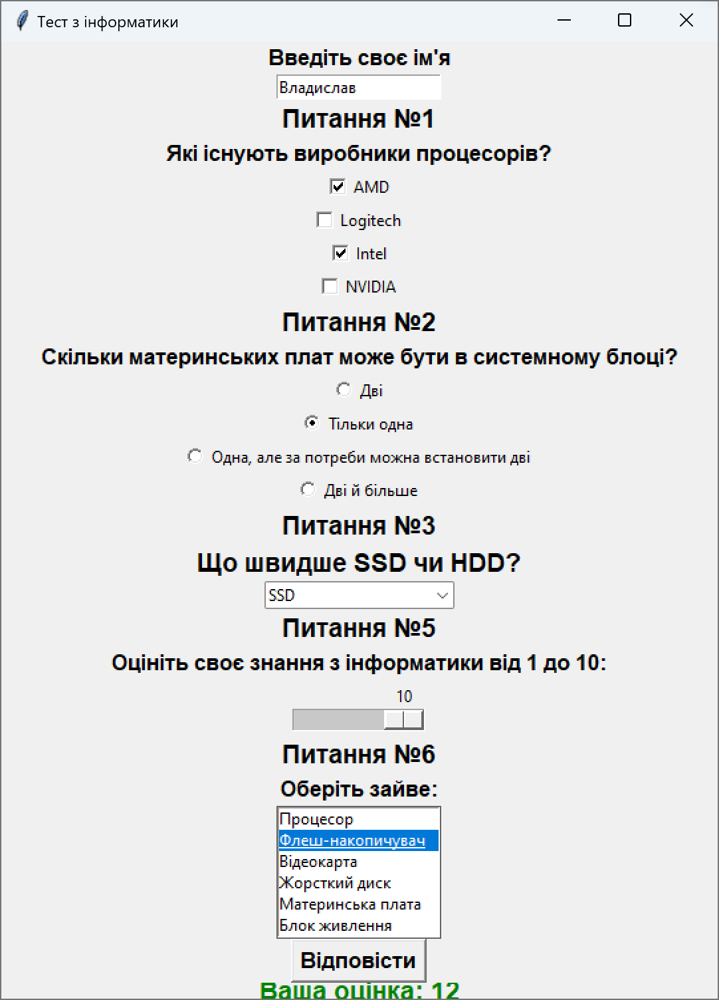 Тест з інформатики
Введіть своє ім'я
Владислав
Питання №1
Які існують виробники процесорів?
AMD
Logitech
Intel
NVIDIA
Питання №2
Скільки материнських плат може бути в системному блоці?
Дві
Тільки одна
Одна, але за потреби можна встановити дві
Дві й більше
Питання №3
Що швидше SSD чи HDD?
SSD
Питання №5
Оцініть своє знання з інформатики від 1 до 10:
10
Питання №6
Оберіть зайве:
Процесор
Флеш-накопичувач
Відеокарта
Жорсткий диск
Материнська плата
Блок живлення
Відповісти
Ваша оцінка: 12